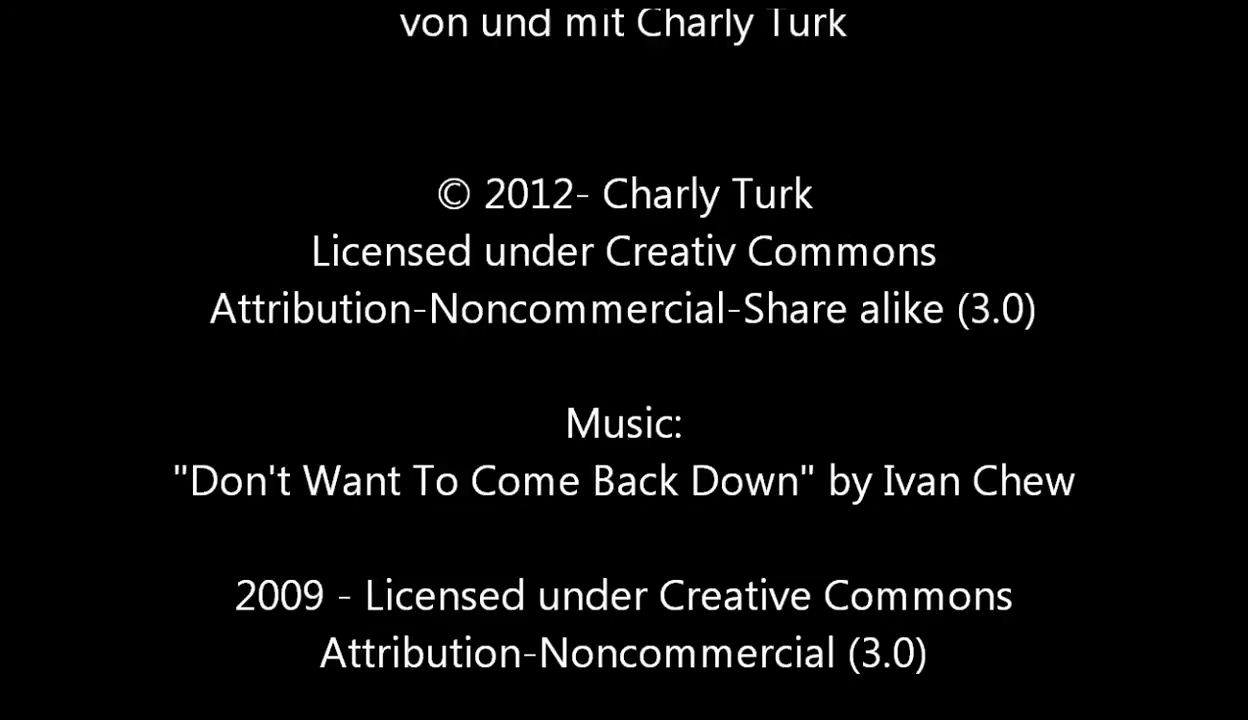 von und mit Charly Turk
© 2012- Charly Turk
Licensed under Creativ Commons
Attribution-Noncommercial-Share alike (3.0)
Music:
"Don't Want To Come Back Down" by Ivan Chew
2009 - Licensed under Creative Commons
Attribution-Noncommercial (3.0)